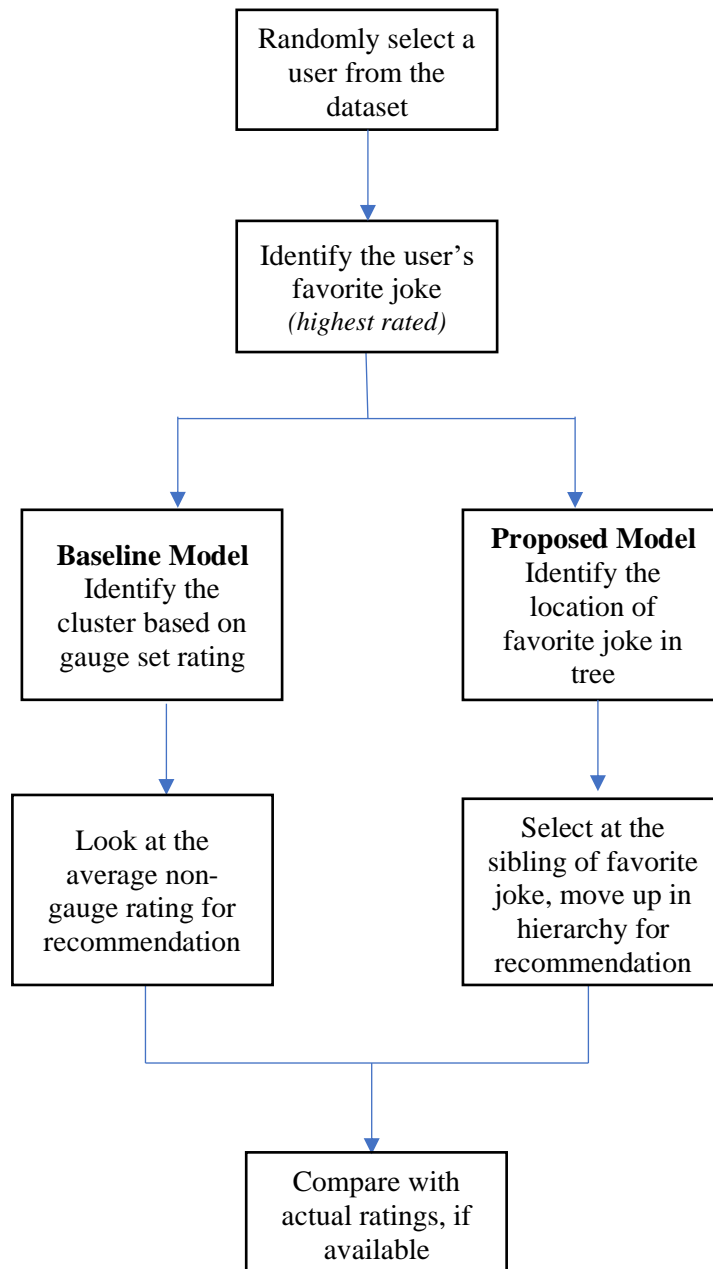 Randomly select a
user from the
dataset
Identify the user’s
favorite joke
(highest rated)
Baseline Model
Identify the
cluster based on
gauge set rating
Proposed Model
Identify the
location of
favorite joke in
tree
Look at the
average non-
gauge rating for
recommendation
Select at the
sibling of favorite
joke, move up in
hierarchy for
recommendation
Compare with
actual ratings, if
available